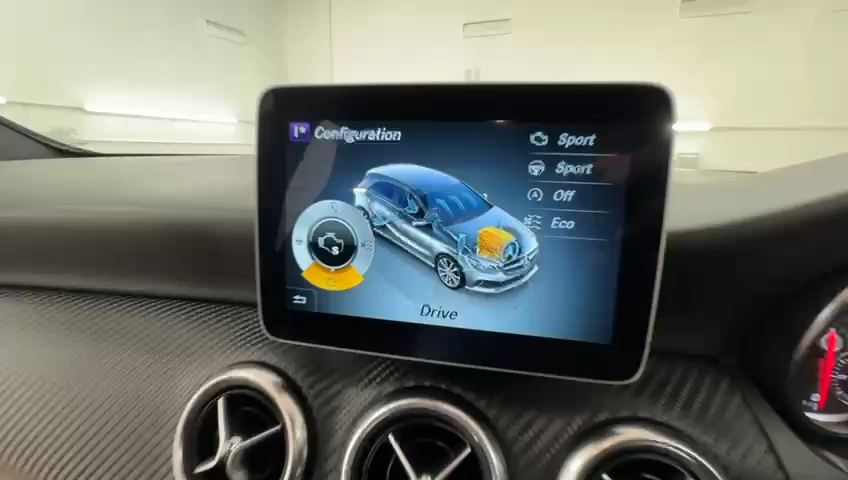 Configuration
Sport
Sport
A Off
Eco
S
Drive